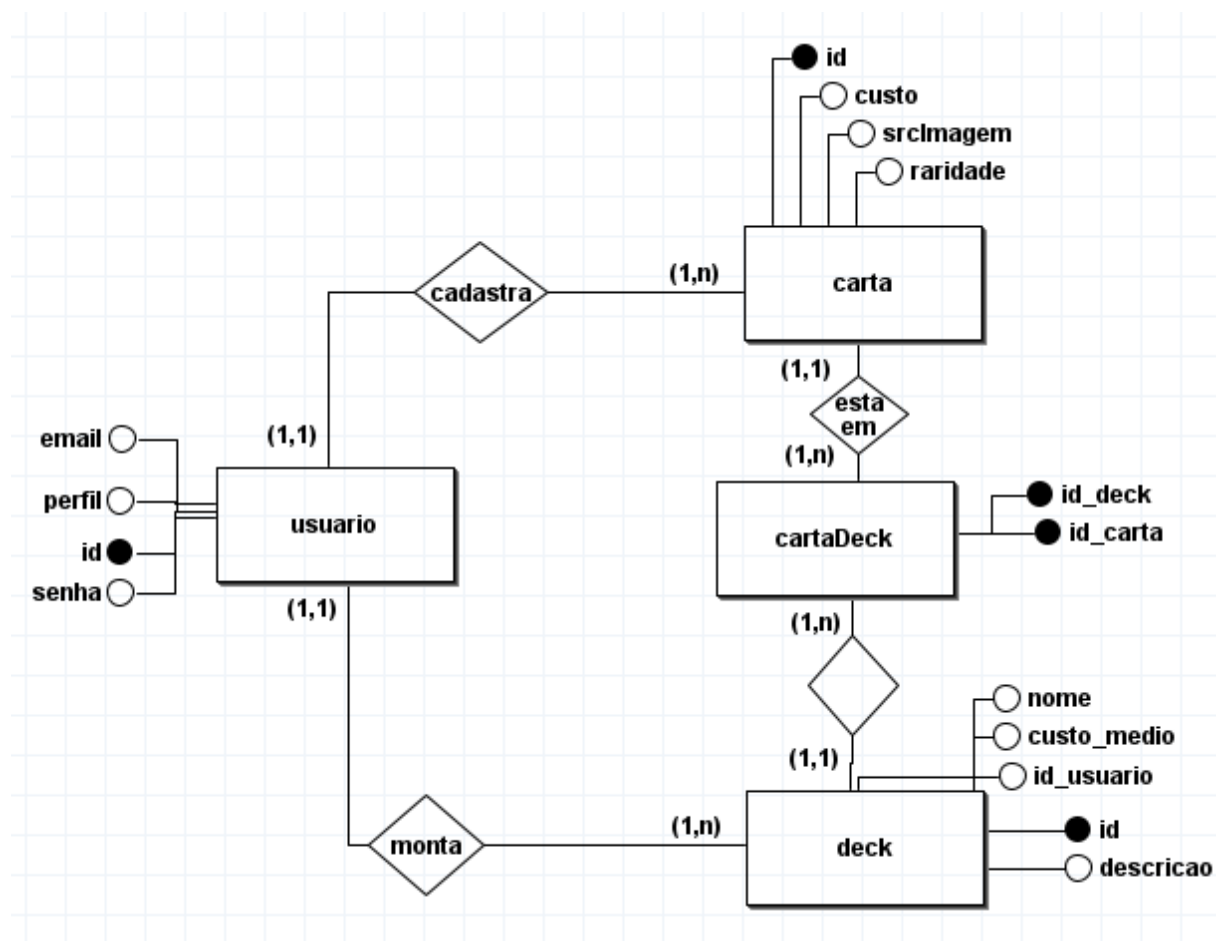 id
custo
srcImagem
raridade
cadastra
(1,n)
carta
(1,1)
esta
em
(1,n)
email
perfil
id
senha
(1,1)
usuario
(1,1)
cartaDeck
id_deck
id_carta
(1,n)
(1,1)
nome
custo_medio
id_usuario
id
descricao
monta
(1,n)
deck